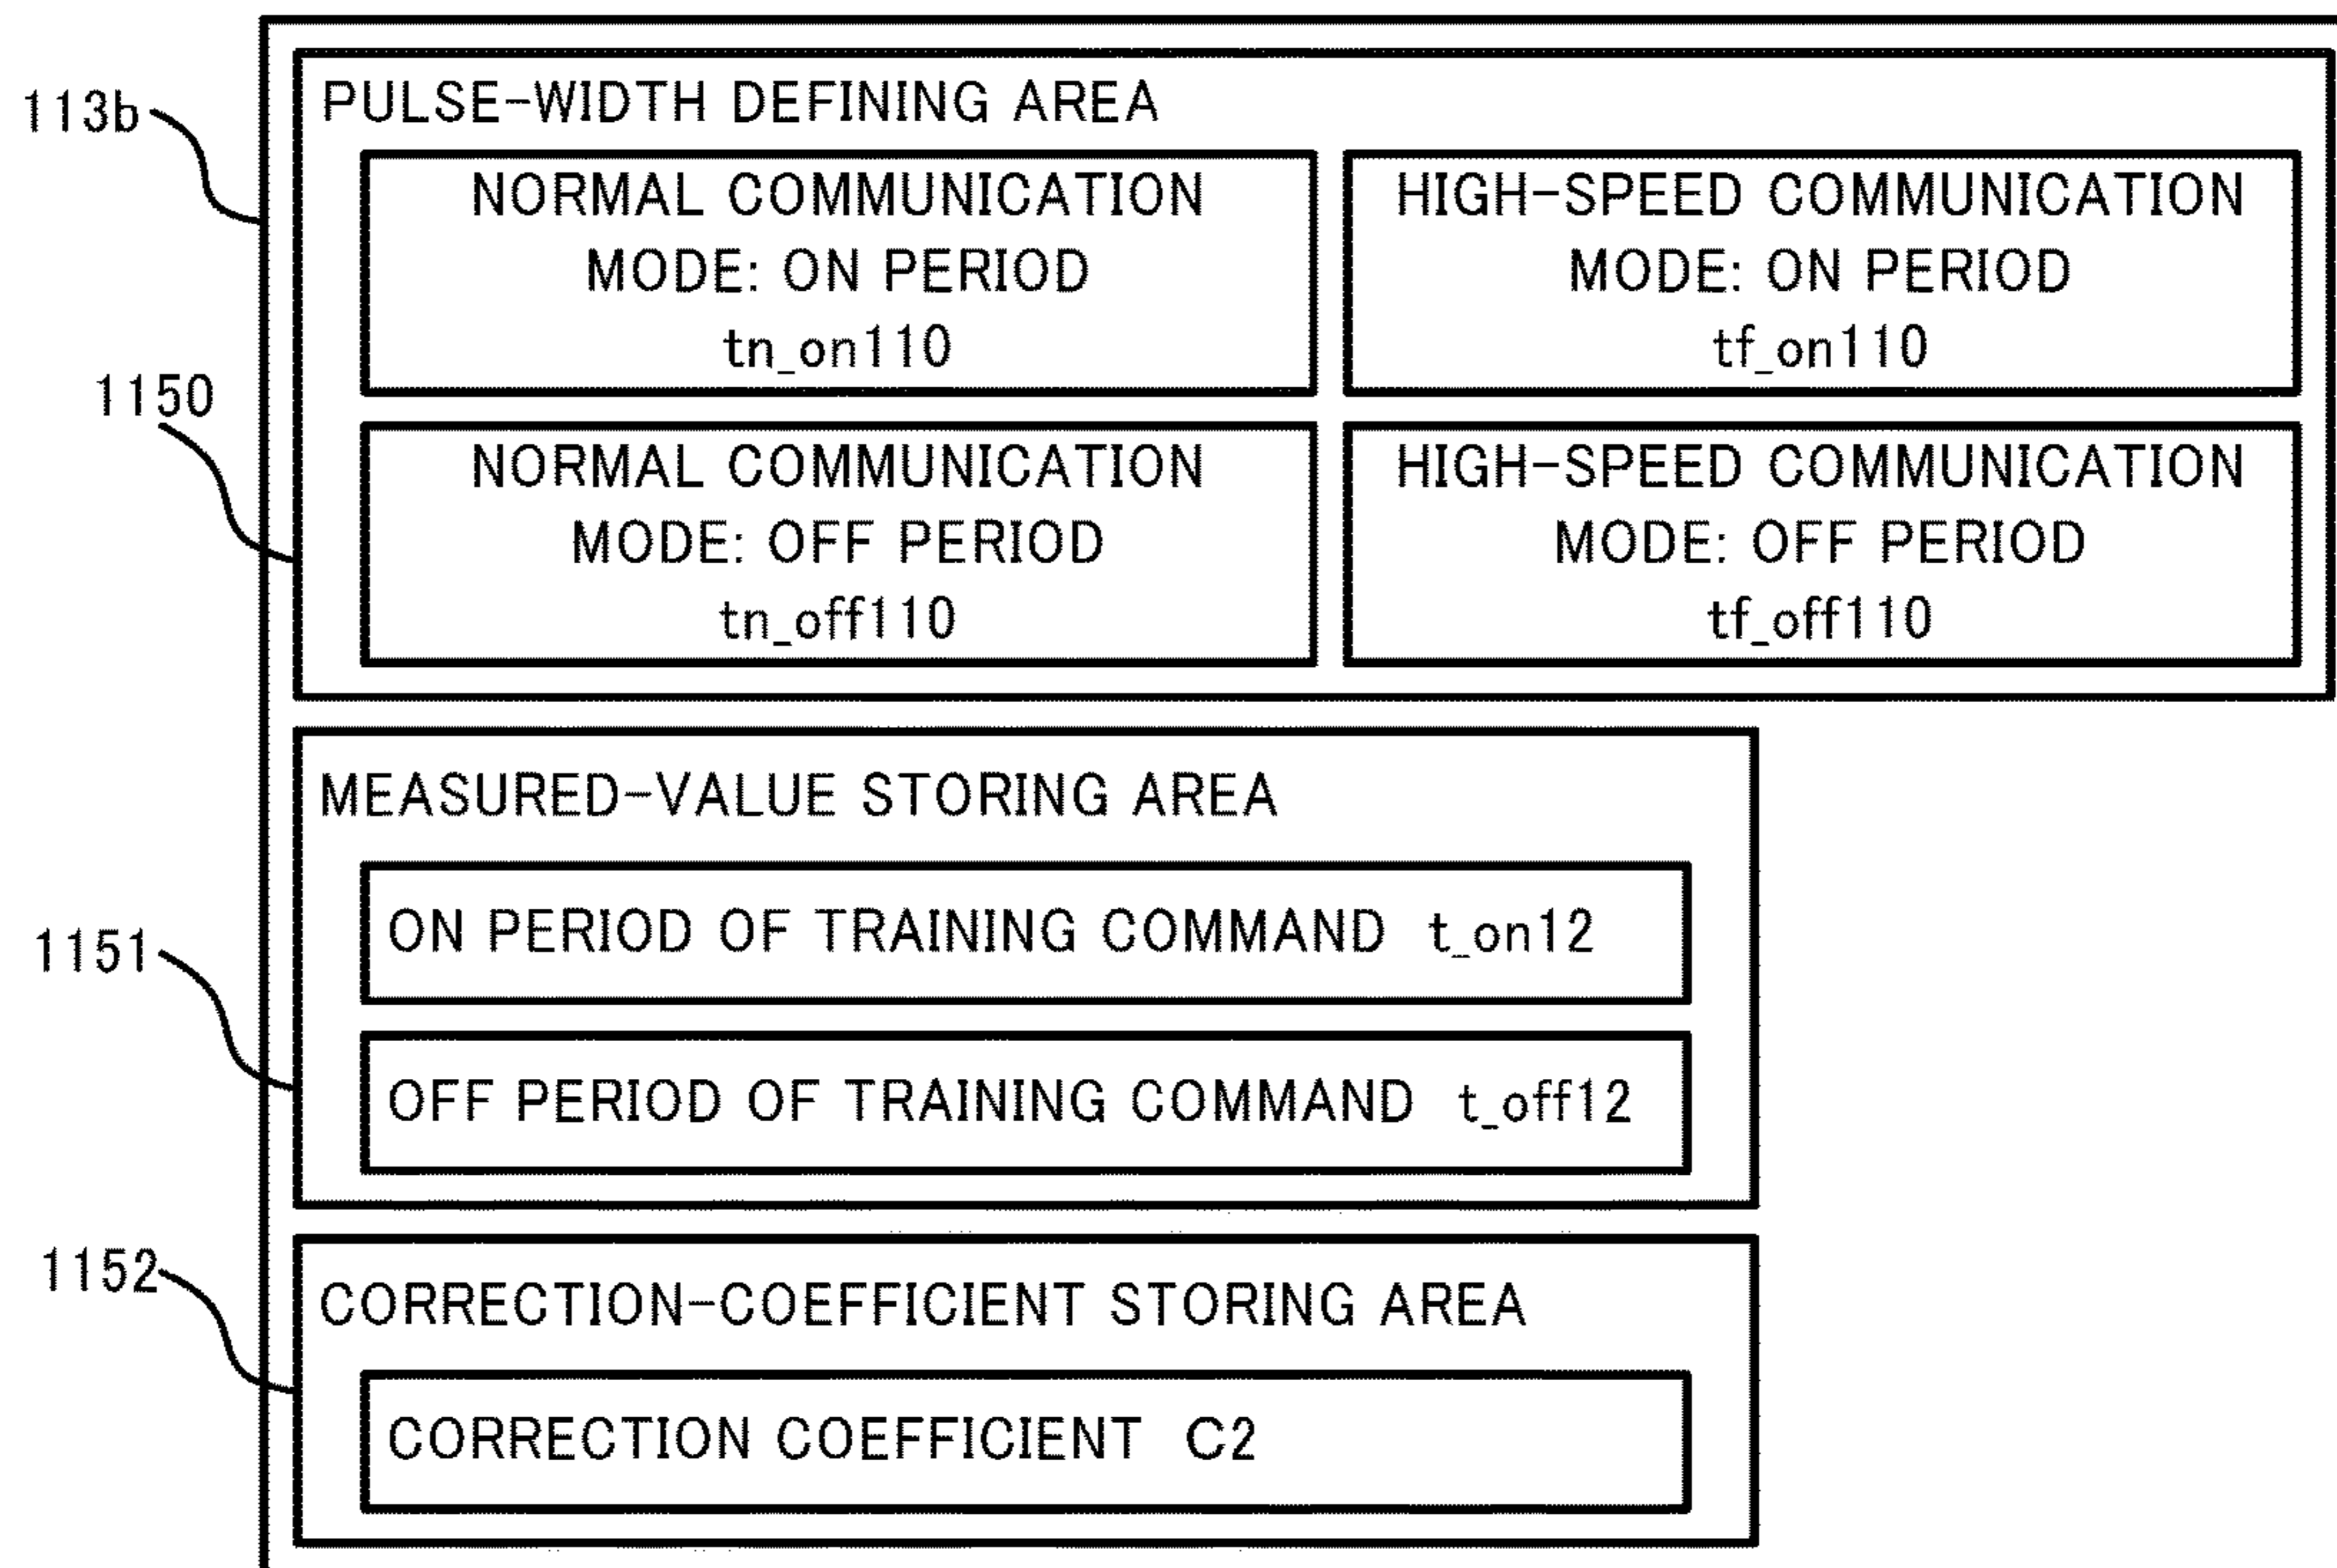 113b
PULSE-WIDTH DEFINING AREA
NORMAL COMMUNICATION
MODE: ON PERIOD
tn_on110
HIGH-SPEED COMMUNICATION
MODE: ON PERIOD
tf_on110
1150
NORMAL COMMUNICATION
MODE: OFF PERIOD
tn_off110
HIGH-SPEED COMMUNICATION
MODE: OFF PERIOD
tf_off110
MEASURED-VALUE STORING AREA
1151
ON PERIOD OF TRAINING COMMAND t_on12
OFF PERIOD OF TRAINING COMMAND t_off12
1152
CORRECTION-COEFFICIENT STORING AREA
CORRECTION COEFFICIENT C2